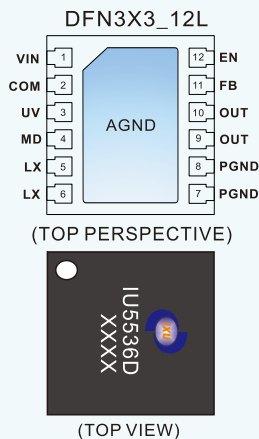 DFN3X3_12L
VIN 1 12 EN
COM 2 11 FB
UV 3 10 OUT
MD 4 AGND 9 OUT
LX 5 8 PGND
LX 6 7 PGND
(TOP PERSPECTIVE)
IU5536D
XXXX
IXU
(TOP VIEW)